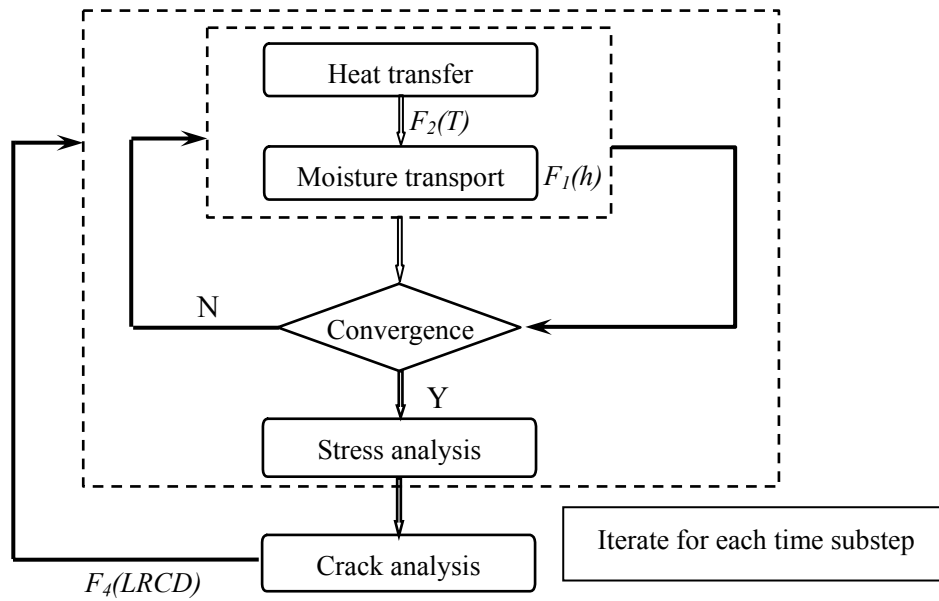 Heat transfer
F2(T)
Moisture transport
F1(h)
N
Convergence
Y
Stress analysis
Iterate for each time substep
Crack analysis
F4(LRCD)